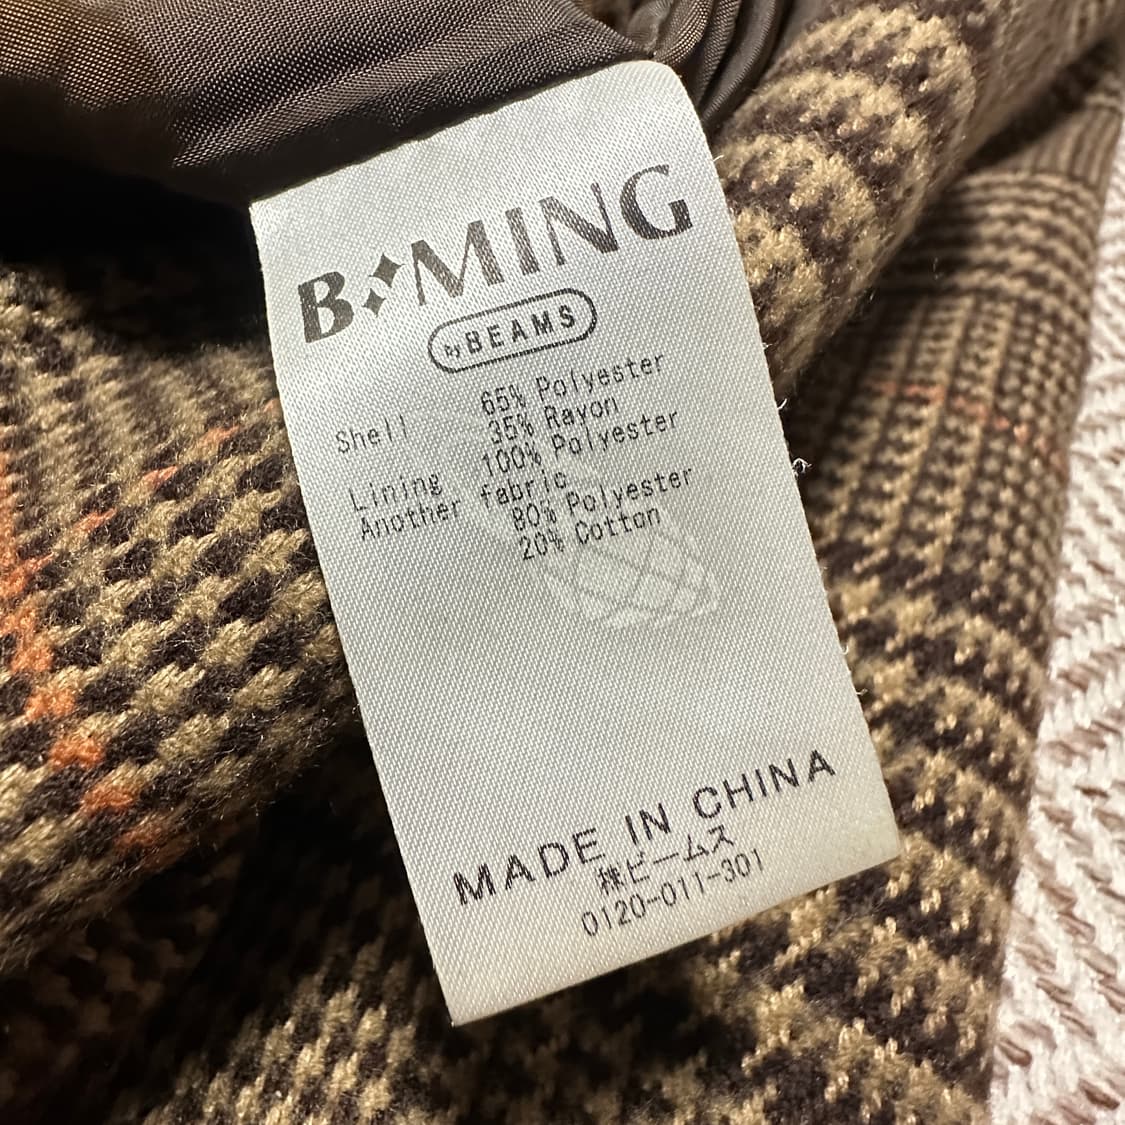 B MING
by BEAMS
65% Polyester
Shell 35% Rayon
100% Polyester
Lining
Another fabric
80% Polyester
20% Cotton
MADE IN CHINA
㈱ビームス
0120-011-301